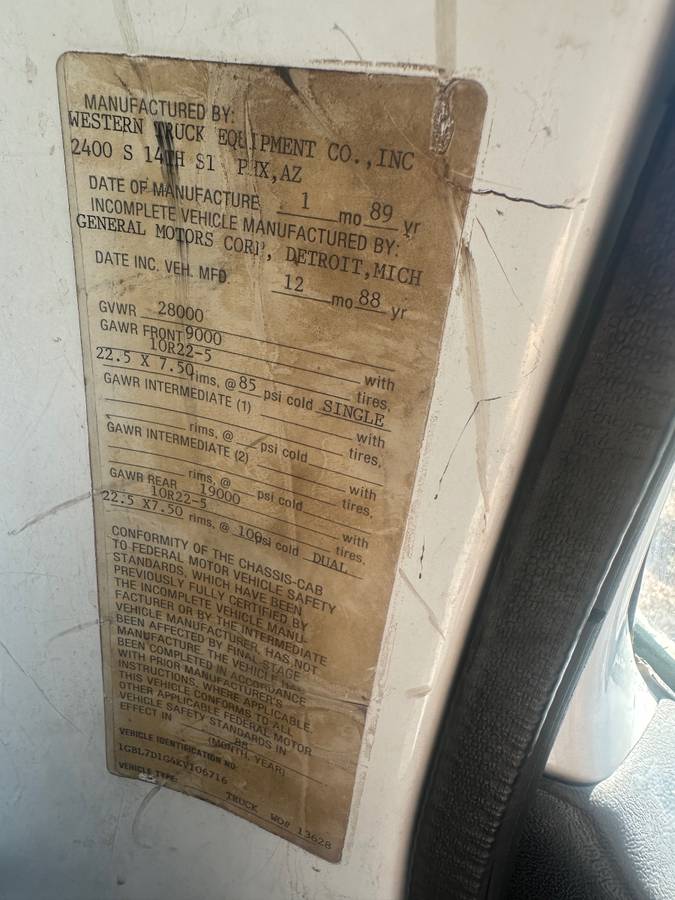 MANUFACTURED BY:
WESTERN TRUCK EQUIPMENT CO.,INC
2400 S 14TH ST PHX,AZ
DATE OF MANUFACTURE 1 mo 89 yr
INCOMPLETE VEHICLE MANUFACTURED BY:
GENERAL MOTORS CORP, DETROIT,MICH
DATE INC. VEH. MFD. 12 mo 88 yr
GVWR 28000
GAWR FRONT 9000 with
10R22-5 tires,
22.5 X 7.50 rims, @ 85 psi cold SINGLE
GAWR INTERMEDIATE (1) with
tires,
rims, @ psi cold
GAWR INTERMEDIATE (2) with
tires,
rims, @ psi cold
GAWR REAR 19000 with
10R22-5 tires,
22.5 X7.50 rims, @ 100 psi cold DUAL
CONFORMITY OF THE CHASSIS-CAB
TO FEDERAL MOTOR VEHICLE SAFETY
STANDARDS, WHICH HAVE BEEN
PREVIOUSLY FULLY CERTIFIED BY
THE INCOMPLETE VEHICLE MANU-
FACTURER OR BY THE INTERMEDIATE
VEHICLE MANUFACTURER, HAS NOT
BEEN AFFECTED BY FINAL STAGE
MANUFACTURE. THE VEHICLE HAS
BEEN COMPLETED IN ACCORDANCE
WITH PRIOR MANUFACTURER'S
INSTRUCTIONS, WHERE APPLICABLE.
THIS VEHICLE CONFORMS TO ALL
OTHER APPLICABLE FEDERAL MOTOR
VEHICLE SAFETY STANDARDS IN
EFFECT IN 88
(MONTH, YEAR)
VEHICLE IDENTIFICATION NO.
1GBL7D1G4KV106716
VEHICLE TYPE: TRUCK WO# 13628